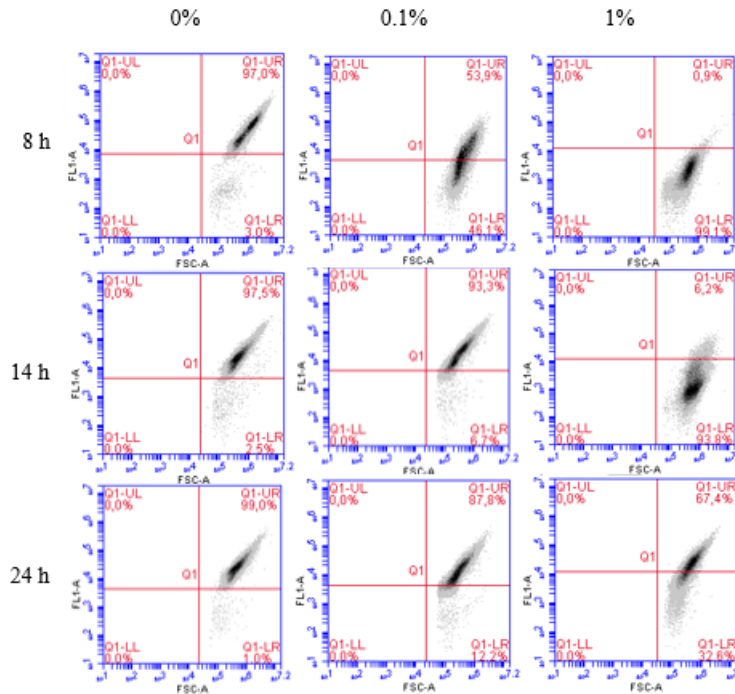 0% 0.1% 1%
8 h
Q1-UL Q1-UR
0,0% 97,0%
Q1
Q1-LL Q1-LR
0,0% 3,0%
FL1-A
FSC-A
Q1-UL Q1-UR
0,0% 53,9%
Q1
Q1-LL Q1-LR
0,0% 46,1%
FL1-A
FSC-A
Q1-UL Q1-UR
0,0% 0,9%
Q1
Q1-LL Q1-LR
0,0% 99,1%
FL1-A
FSC-A
14 h
Q1-UL Q1-UR
0,0% 97,5%
Q1
Q1-LL Q1-LR
0,0% 2,5%
FL1-A
FSC-A
Q1-UL Q1-UR
0,0% 93,3%
Q1
Q1-LL Q1-LR
0,0% 6,7%
FL1-A
FSC-A
Q1-UL Q1-UR
0,0% 6,2%
Q1
Q1-LL Q1-LR
0,0% 93,8%
FL1-A
FSC-A
24 h
Q1-UL Q1-UR
0,0% 99,0%
Q1
Q1-LL Q1-LR
0,0% 1,0%
FL1-A
FSC-A
Q1-UL Q1-UR
0,0% 87,8%
Q1
Q1-LL Q1-LR
0,0% 12,2%
FL1-A
FSC-A
Q1-UL Q1-UR
0,0% 67,4%
Q1
Q1-LL Q1-LR
0,0% 32,6%
FL1-A
FSC-A